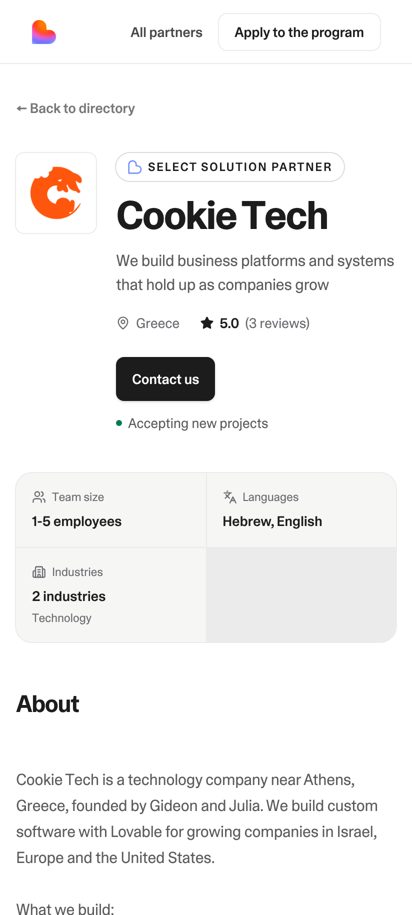 All partners
Apply to the program
← Back to directory
SELECT SOLUTION PARTNER
Cookie Tech
We build business platforms and systems
that hold up as companies grow
Greece
5.0 (3 reviews)
Contact us
Accepting new projects
Team size
1-5 employees
Languages
Hebrew, English
Industries
2 industries
Technology
About
Cookie Tech is a technology company near Athens,
Greece, founded by Gideon and Julia. We build custom
software with Lovable for growing companies in Israel,
Europe and the United States.
What we build: